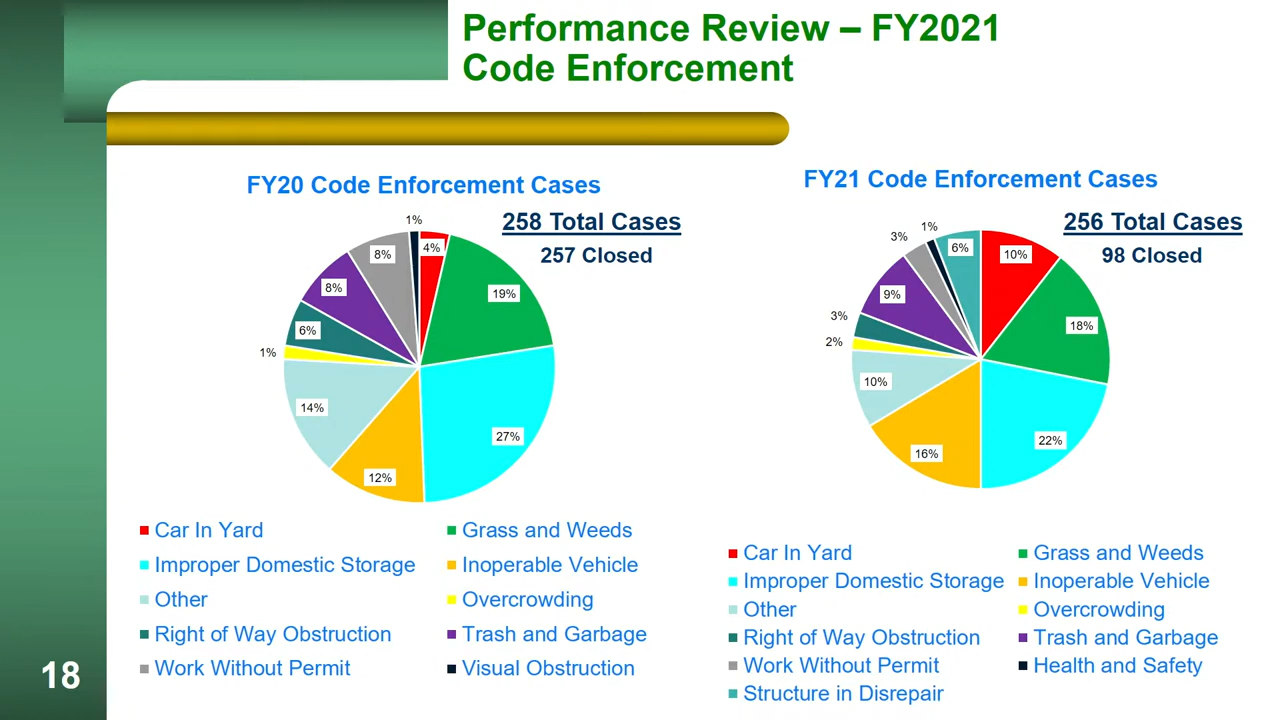 Performance Review – FY2021
Code Enforcement
FY20 Code Enforcement Cases
258 Total Cases
257 Closed
1%
4%
8%
19%
8%
6%
1%
14%
27%
12%
Car In Yard
Grass and Weeds
Improper Domestic Storage
Inoperable Vehicle
Other
Overcrowding
Right of Way Obstruction
Trash and Garbage
Work Without Permit
Visual Obstruction
FY21 Code Enforcement Cases
256 Total Cases
98 Closed
1%
3%
6%
10%
9%
3%
18%
2%
10%
22%
16%
Car In Yard
Grass and Weeds
Improper Domestic Storage
Inoperable Vehicle
Other
Overcrowding
Right of Way Obstruction
Trash and Garbage
Work Without Permit
Health and Safety
Structure in Disrepair
18